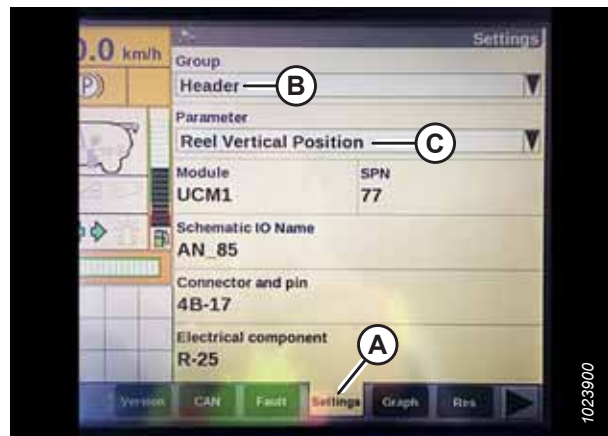 0.0 km/h
Settings
Group
Header
B
Parameter
Reel Vertical Position
C
Module SPN
UCM1 77
Schematic IO Name
AN_85
Connector and pin
4B-17
Electrical component
R-25
A
Version CAN Fault Settings Graph Res
1023900